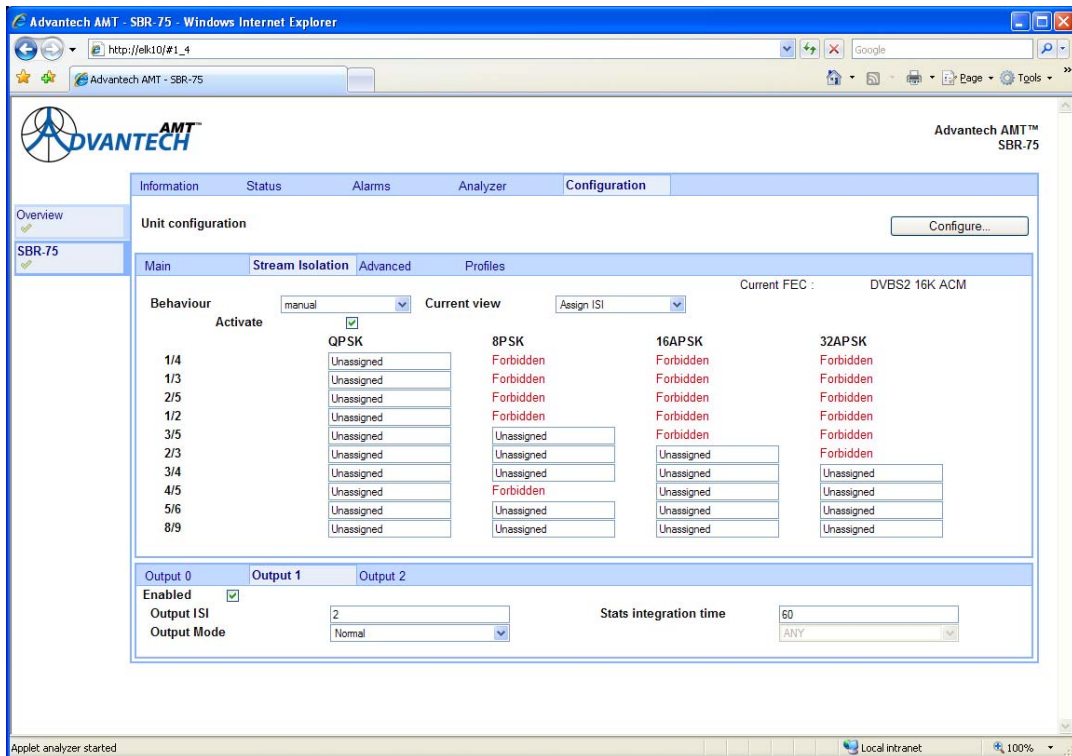 Advantech AMT - SBR-75 - Windows Internet Explorer
http://elk10/#1_4
Google
Advantech AMT - SBR-75
Page
Tools
»
ADVANTECH AMT™
Advantech AMT™
SBR-75
Information Status Alarms Analyzer Configuration
Overview
SBR-75
Unit configuration
Configure...
Main Stream Isolation Advanced Profiles
Current FEC : DVBS2 16K ACM
Behaviour manual Current view Assign ISI
Activate
QPSK 8PSK 16APSK 32APSK
1/4 Unassigned Forbidden Forbidden Forbidden
1/3 Unassigned Forbidden Forbidden Forbidden
2/5 Unassigned Forbidden Forbidden Forbidden
1/2 Unassigned Forbidden Forbidden Forbidden
3/5 Unassigned Unassigned Forbidden Forbidden
2/3 Unassigned Unassigned Unassigned Forbidden
3/4 Unassigned Unassigned Unassigned Unassigned
4/5 Unassigned Forbidden Unassigned Unassigned
5/6 Unassigned Unassigned Unassigned Unassigned
8/9 Unassigned Unassigned Unassigned Unassigned
Output 0 Output 1 Output 2
Enabled
Output ISI 2 Stats integration time 60
Output Mode Normal ANY
Applet analyzer started
Local intranet
100%